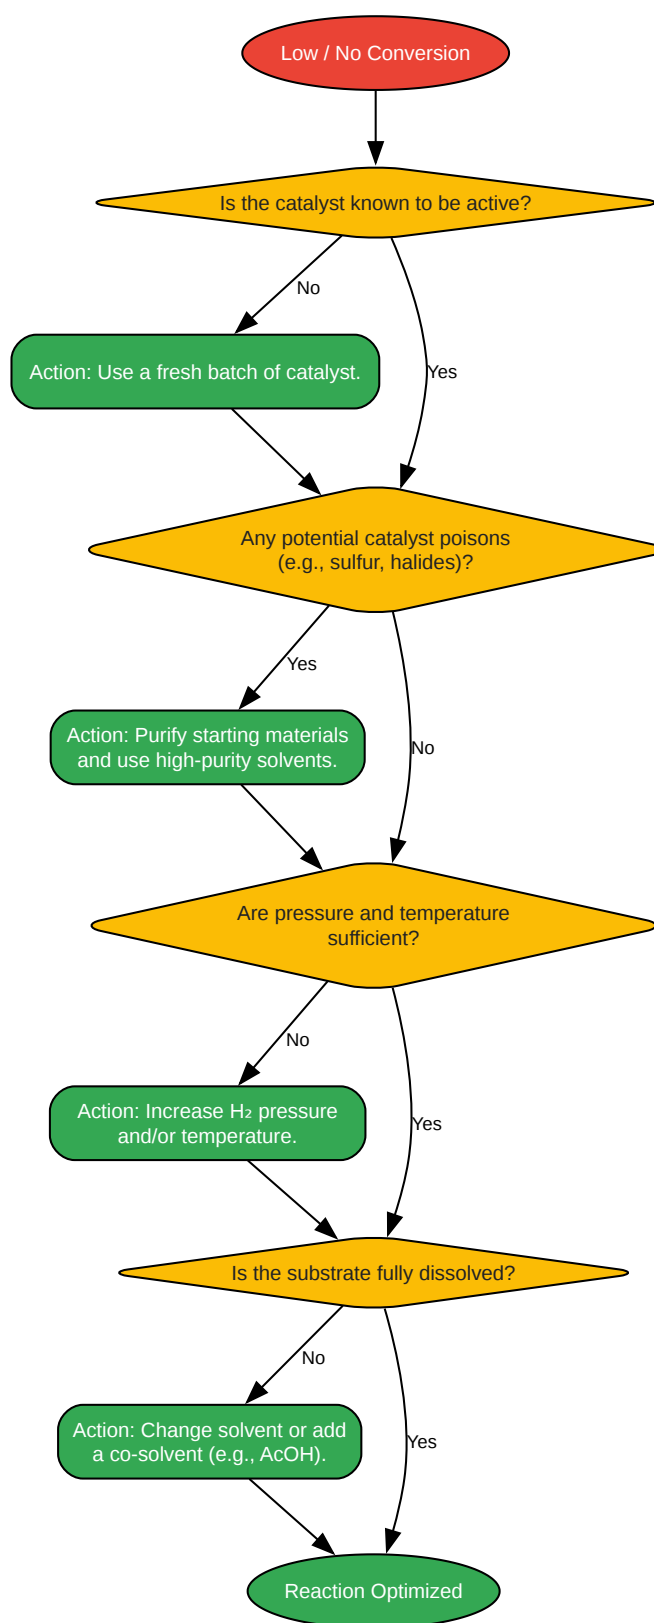 Low / No Conversion
Is the catalyst known to be active?
No
Action: Use a fresh batch of catalyst.
Yes
Any potential catalyst poisons
(e.g., sulfur, halides)?
Yes
Action: Purify starting materials
and use high-purity solvents.
No
Are pressure and temperature
sufficient?
No
Action: Increase H₂ pressure
and/or temperature.
Yes
Is the substrate fully dissolved?
No
Action: Change solvent or add
a co-solvent (e.g., AcOH).
Yes
Reaction Optimized